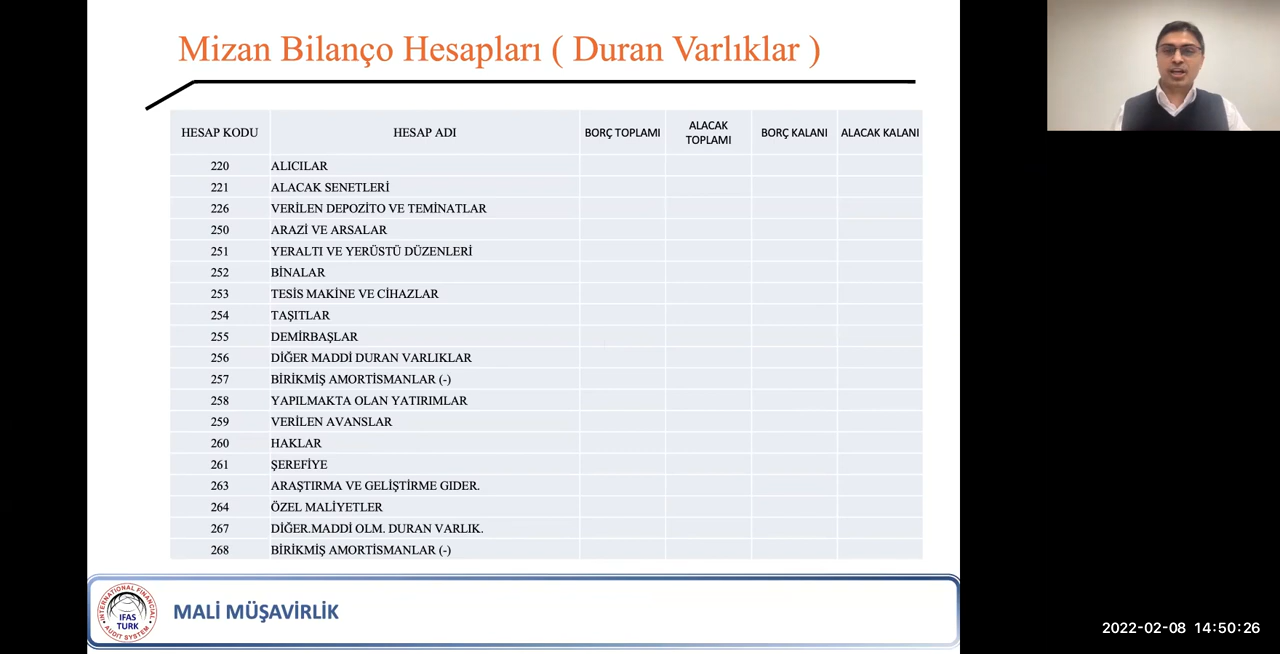 Mizan Bilanço Hesapları ( Duran Varlıklar )
HESAP KODU HESAP ADI BORÇ TOPLAMI ALACAK TOPLAMI BORÇ KALANI ALACAK KALANI
220 ALICILAR
221 ALACAK SENETLERİ
226 VERİLEN DEPOZİTO VE TEMİNATLAR
250 ARAZİ VE ARSALAR
251 YERALTI VE YERÜSTÜ DÜZENLERİ
252 BİNALAR
253 TESİS MAKİNE VE CİHAZLAR
254 TAŞITLAR
255 DEMİRBAŞLAR
256 DİĞER MADDİ DURAN VARLIKLAR
257 BİRİKMİŞ AMORTİSMANLAR (-)
258 YAPILMAKTA OLAN YATIRIMLAR
259 VERİLEN AVANSLAR
260 HAKLAR
261 ŞEREFİYE
263 ARAŞTIRMA VE GELİŞTİRME GIDER.
264 ÖZEL MALİYETLER
267 DİĞER.MADDİ OLM. DURAN VARLIK.
268 BİRİKMİŞ AMORTİSMANLAR (-)
INTERNATIONAL FINANCIAL
IFAS
TURK
AUDIT SYSTEM
MALİ MÜŞAVİRLİK
2022-02-08 14:50:26